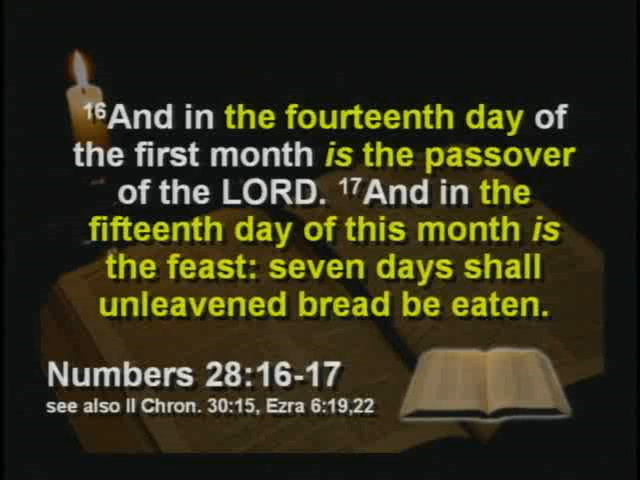 16And in the fourteenth day of
the first month is the passover
of the LORD. 17And in the
fifteenth day of this month is
the feast: seven days shall
unleavened bread be eaten.
Numbers 28:16-17
see also II Chron. 30:15, Ezra 6:19,22